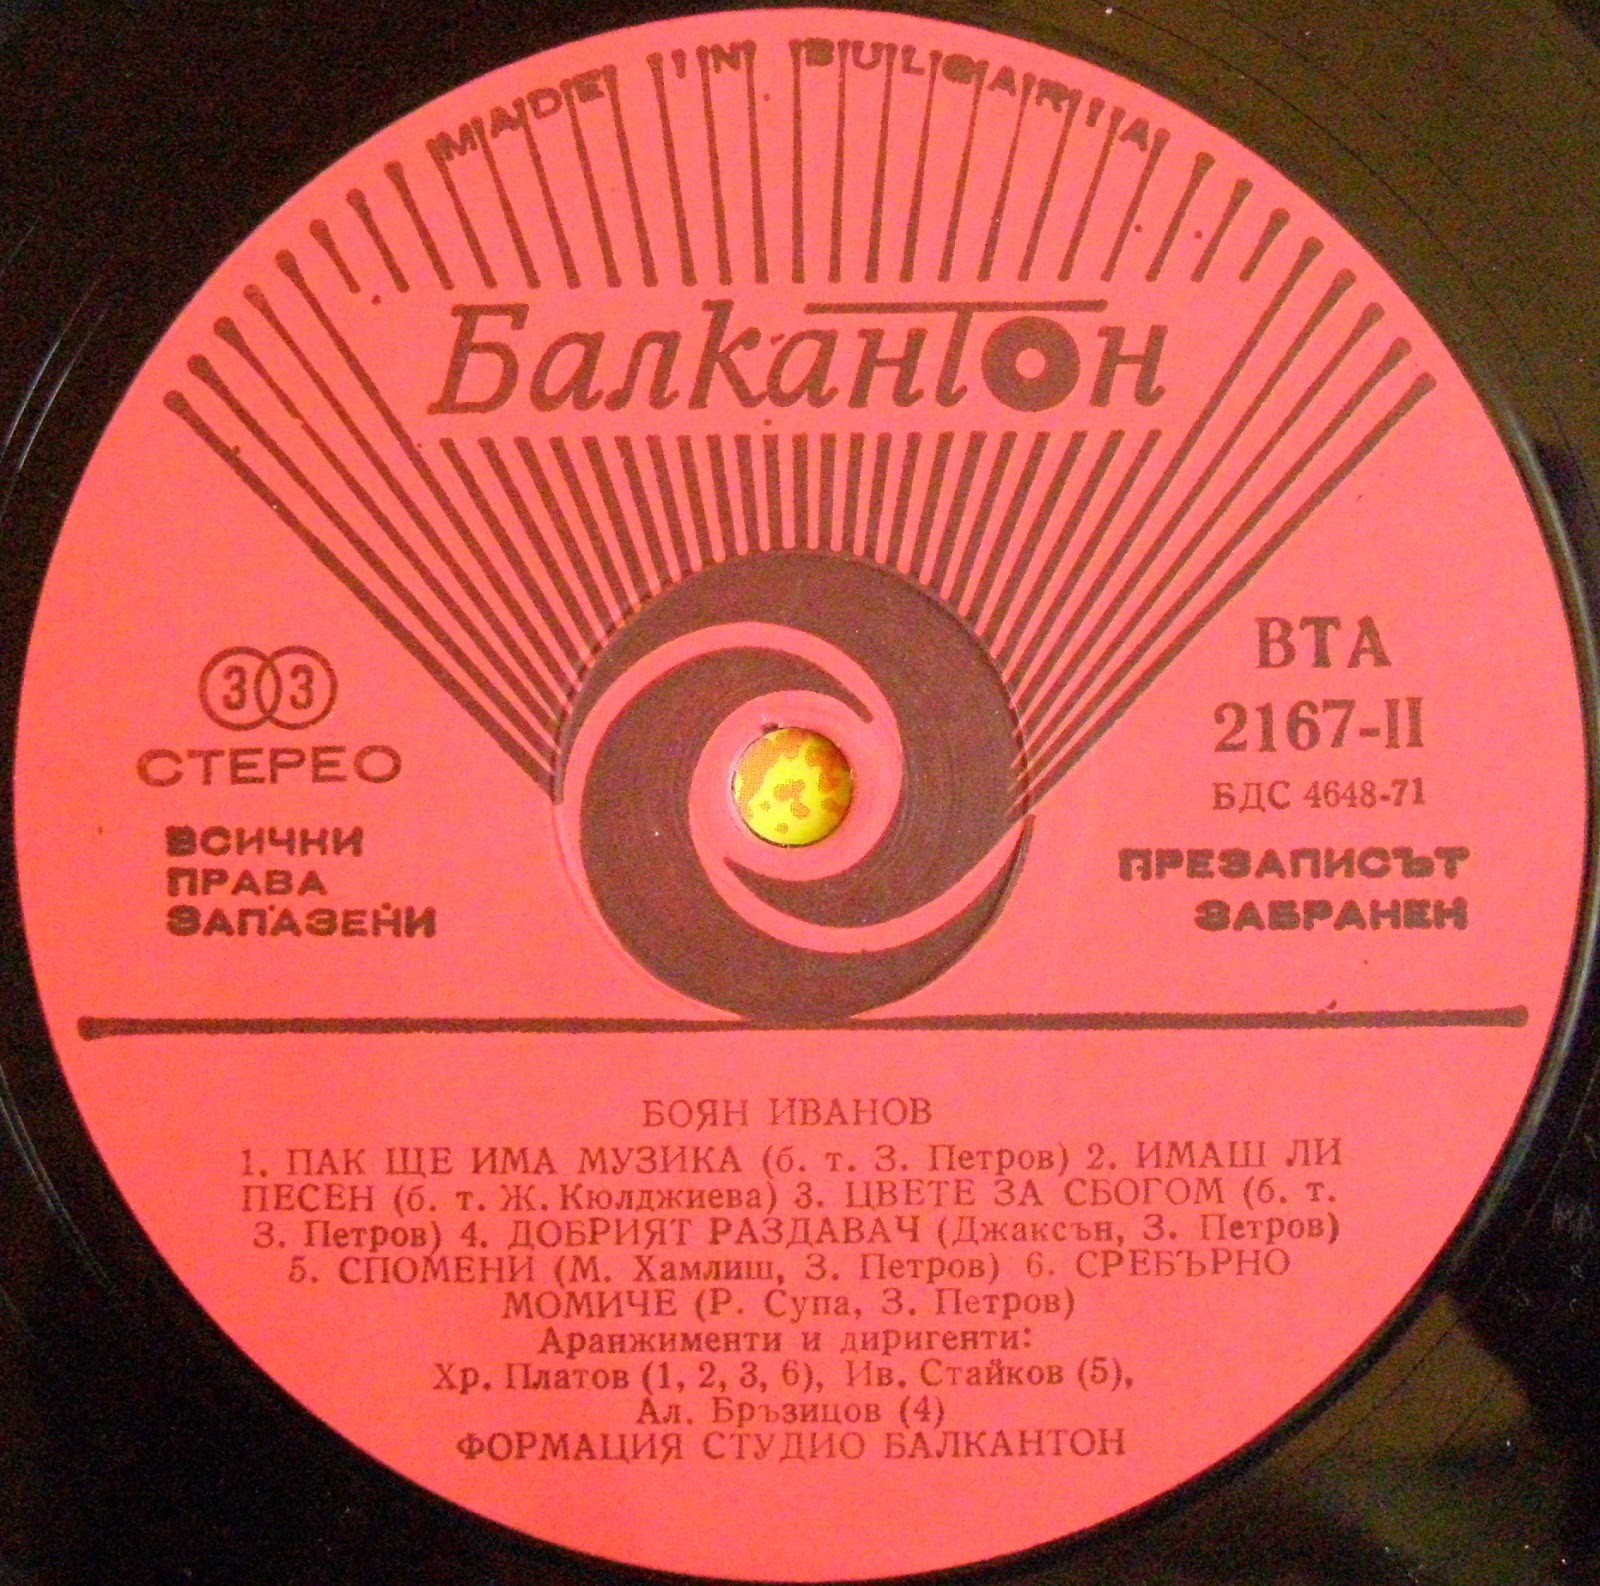 MADE IN BULGARIA
Балкантон
33
СТЕРЕО
ВСИЧКИ
ПРАВА
ЗАПАЗЕНИ
ВТА
2167-II
БДС 4648-71
ПРЕЗАПИСЪТ
ЗАБРАНЕН
БОЯН ИВАНОВ
1. ПАК ЩЕ ИМА МУЗИКА (б. т. З. Петров) 2. ИМАШ ЛИ
ПЕСЕН (б. т. Ж. Кюлджиева) 3. ЦВЕТЕ ЗА СБОГОМ (б. т.
З. Петров) 4. ДОБРИЯТ РАЗДАВАЧ (Джаксън, З. Петров)
5. СПОМЕНИ (М. Хамлиш, З. Петров) 6. СРЕБЪРНО
МОМИЧЕ (Р. Супа, З. Петров)
Аранжименти и диригенти:
Хр. Платов (1, 2, 3, 6), Ив. Стайков (5),
Ал. Бръзицов (4)
ФОРМАЦИЯ СТУДИО БАЛКАНТОН